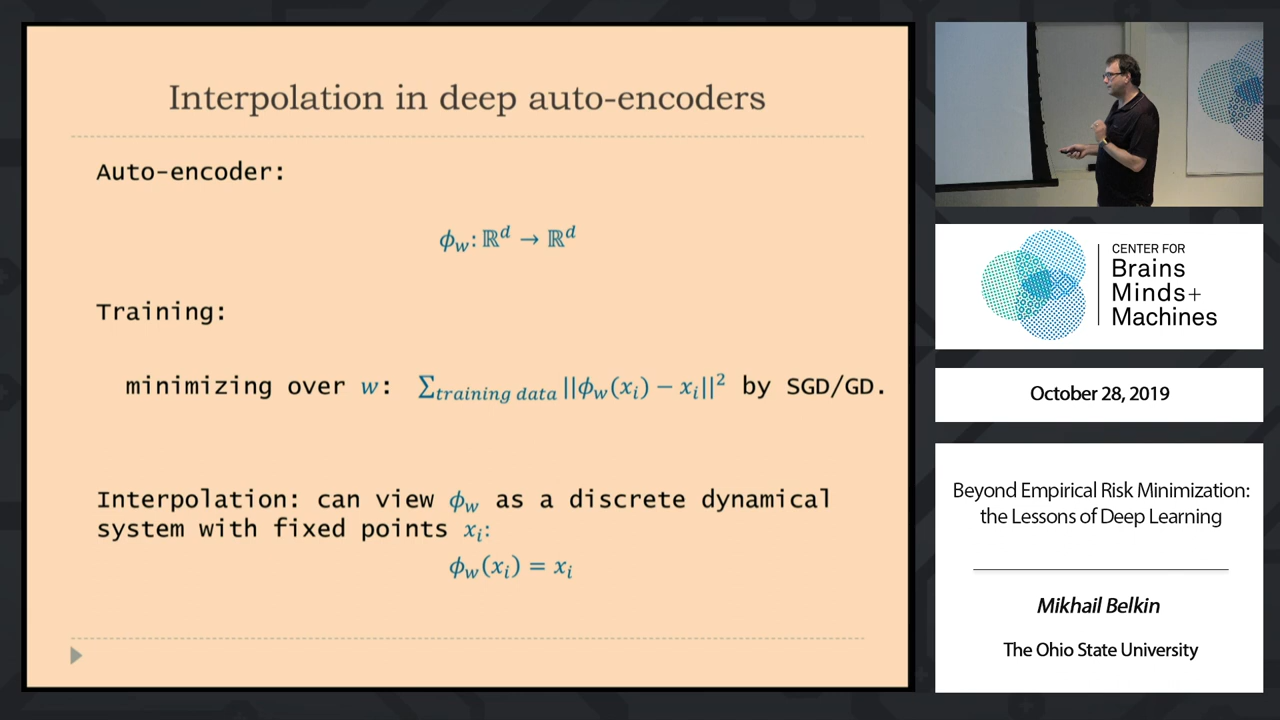 Interpolation in deep auto-encoders
Auto-encoder:
𝜙_w: ℝ^d → ℝ^d
Training:
minimizing over w: ∑_{training data} ||𝜙_w(x_i) − x_i||² by SGD/GD.
Interpolation: can view 𝜙_w as a discrete dynamical
system with fixed points x_i:
𝜙_w(x_i) = x_i
CENTER FOR
Brains
Minds+
Machines
October 28, 2019
Beyond Empirical Risk Minimization:
the Lessons of Deep Learning
Mikhail Belkin
The Ohio State University